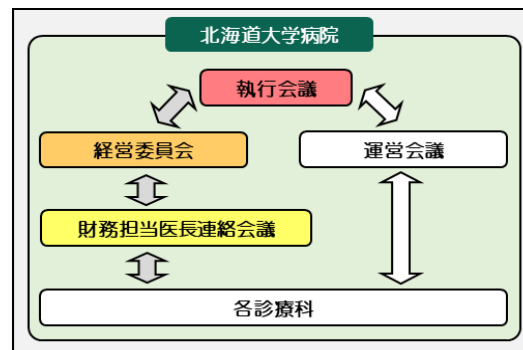 北海道大学病院
執行会議
経営委員会
運営会議
財務担当医長連絡会議
各診療科